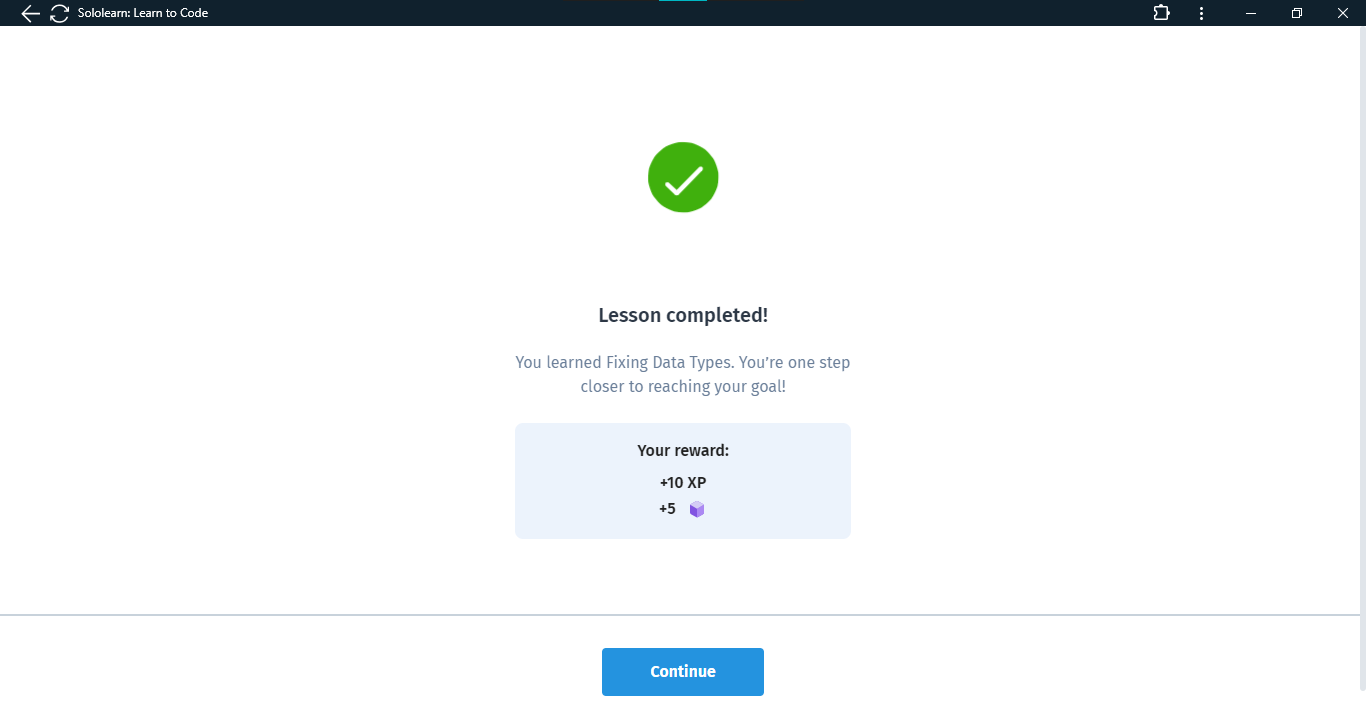 Sololearn: Learn to Code
Lesson completed!
You learned Fixing Data Types. You’re one step
closer to reaching your goal!
Your reward:
+10 XP
+5
Continue